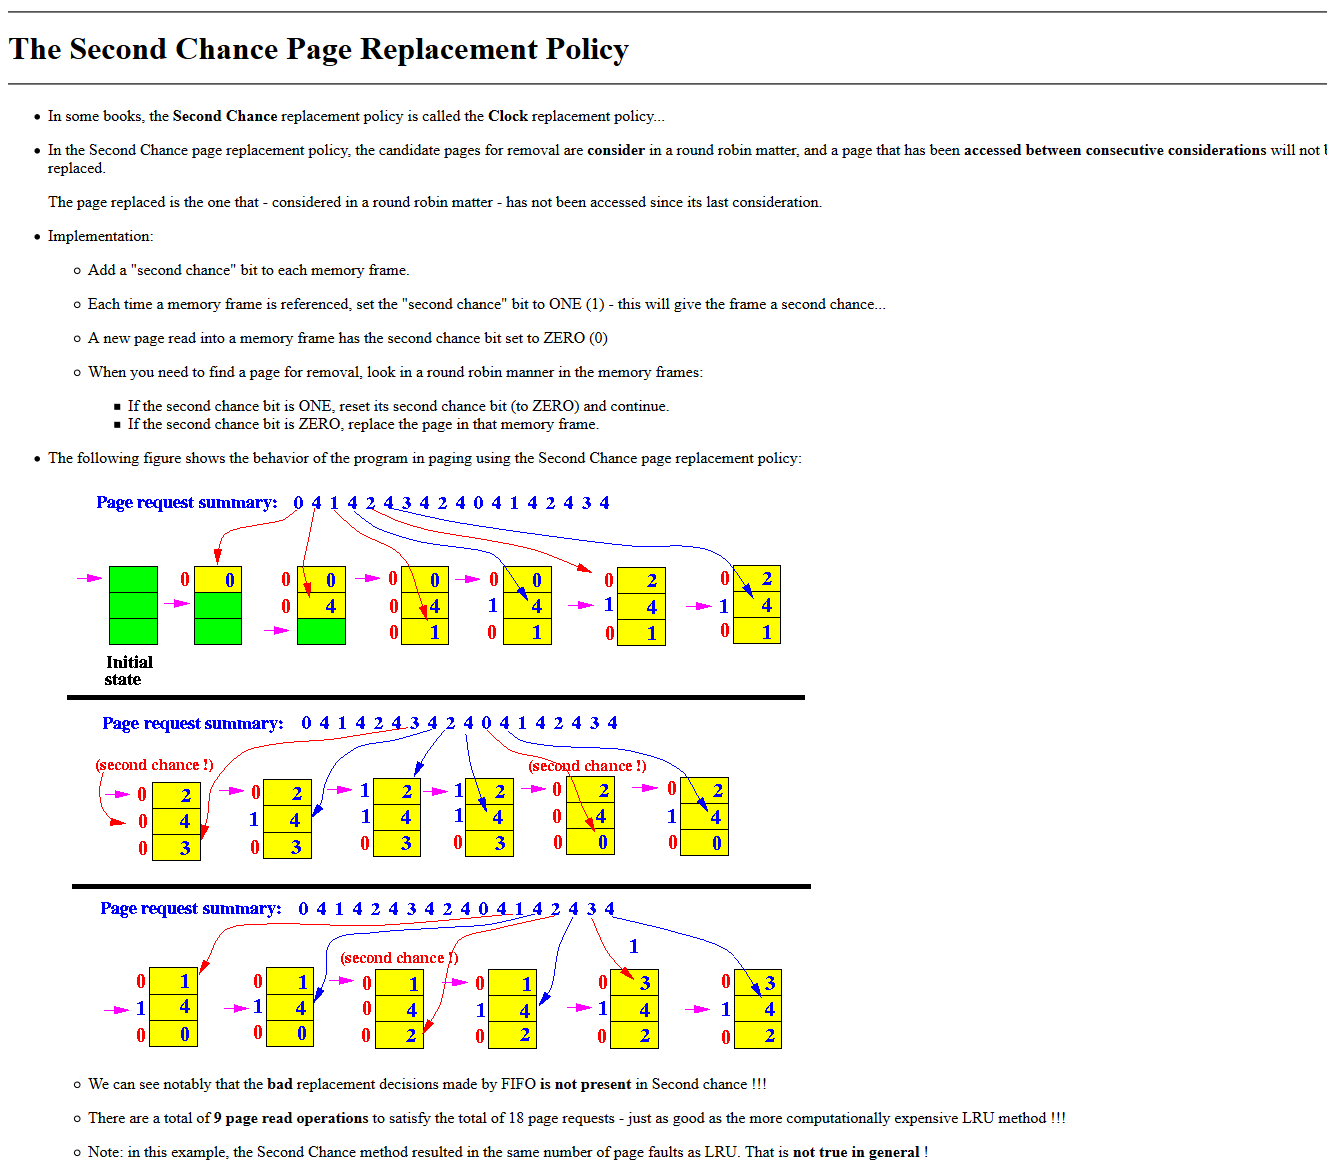 The Second Chance Page Replacement Policy
In some books, the Second Chance replacement policy is called the Clock replacement policy...
In the Second Chance page replacement policy, the candidate pages for removal are consider in a round robin matter, and a page that has been accessed between consecutive considerations will not
replaced.
The page replaced is the one that - considered in a round robin matter - has not been accessed since its last consideration.
Implementation:
Add a "second chance" bit to each memory frame.
Each time a memory frame is referenced, set the "second chance" bit to ONE (1) - this will give the frame a second chance...
A new page read into a memory frame has the second chance bit set to ZERO (0)
When you need to find a page for removal, look in a round robin manner in the memory frames:
If the second chance bit is ONE, reset its second chance bit (to ZERO) and continue.
If the second chance bit is ZERO, replace the page in that memory frame.
The following figure shows the behavior of the program in paging using the Second Chance page replacement policy:
Page request summary: 0 4 1 4 2 4 3 4 2 4 0 4 1 4 2 4 3 4
0 0 0 0 0 0 0 0 0 2 0 2
0 4 0 4 1 4 1 4 1 4
0 1 0 1 0 1 0 1
Initial
state
Page request summary: 0 4 1 4 2 4 3 4 2 4 0 4 1 4 2 4 3 4
(second chance !) (second chance !)
0 2 0 2 1 2 1 2 0 2 0 2
0 4 1 4 1 4 1 4 0 4 1 4
0 3 0 3 0 3 0 3 0 0 0 0
Page request summary: 0 4 1 4 2 4 3 4 2 4 0 4 1 4 2 4 3 4
1
(second chance !)
0 1 0 1 0 1 0 1 0 3 0 3
1 4 1 4 0 4 1 4 1 4 1 4
0 0 0 0 0 2 0 2 0 2 0 2
We can see notably that the bad replacement decisions made by FIFO is not present in Second chance !!!
There are a total of 9 page read operations to satisfy the total of 18 page requests - just as good as the more computationally expensive LRU method !!!
Note: in this example, the Second Chance method resulted in the same number of page faults as LRU. That is not true in general !